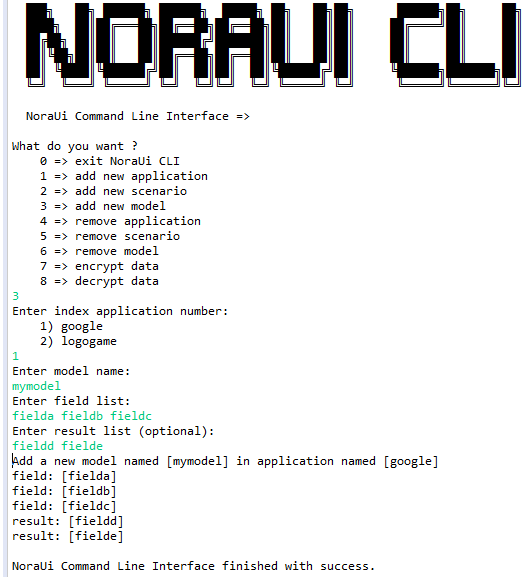 NORAUI CLI
NoraUi Command Line Interface =>
What do you want ?
0 => exit NoraUi CLI
1 => add new application
2 => add new scenario
3 => add new model
4 => remove application
5 => remove scenario
6 => remove model
7 => encrypt data
8 => decrypt data
3
Enter index application number:
1) google
2) logogame
1
Enter model name:
mymodel
Enter field list:
fielda fieldb fieldc
Enter result list (optional):
fieldd fielde
Add a new model named [mymodel] in application named [google]
field: [fielda]
field: [fieldb]
field: [fieldc]
result: [fieldd]
result: [fielde]
NoraUi Command Line Interface finished with success.